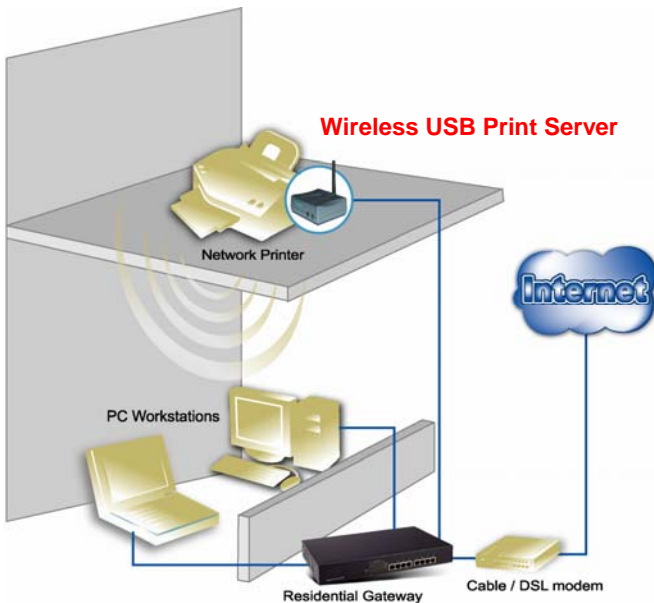 Wireless USB Print Server
Network Printer
Internet
PC Workstations
Cable / DSL modem
Residential Gateway